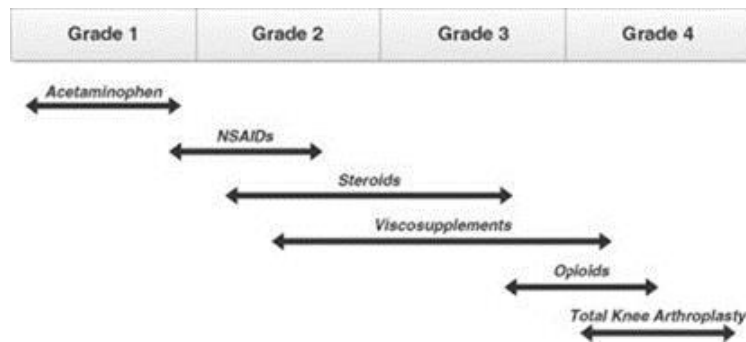 Grade 1 Grade 2 Grade 3 Grade 4
Acetaminophen
NSAIDs
Steroids
Viscosupplements
Opioids
Total Knee Arthroplasty